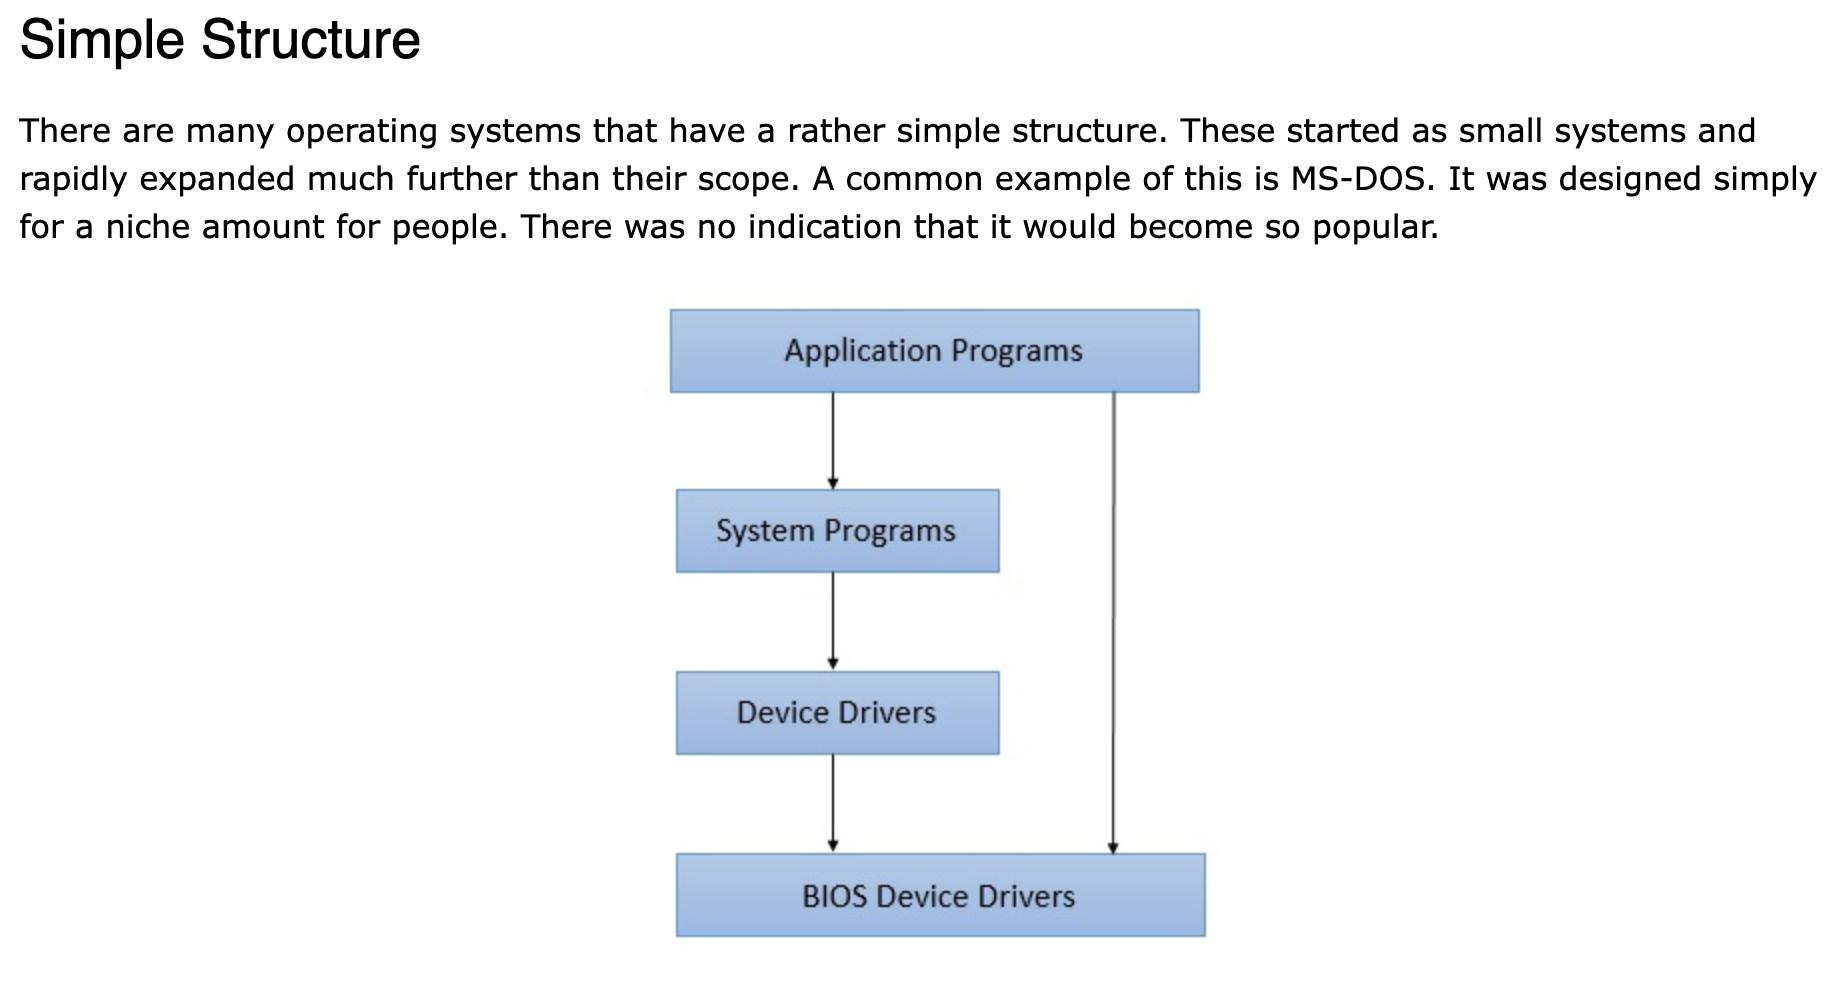 Simple Structure
There are many operating systems that have a rather simple structure. These started as small systems and
rapidly expanded much further than their scope. A common example of this is MS-DOS. It was designed simply
for a niche amount for people. There was no indication that it would become so popular.
Application Programs
System Programs
Device Drivers
BIOS Device Drivers